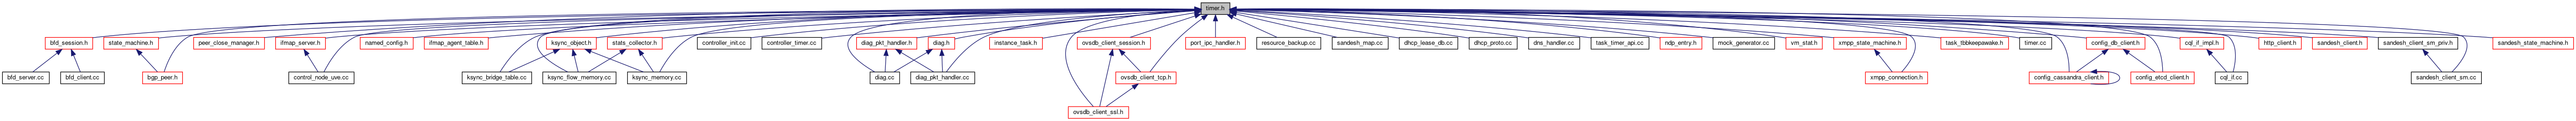 timer.h
bfd_session.h
state_machine.h
peer_close_manager.h
ifmap_server.h
named_config.h
ifmap_agent_table.h
ksync_object.h
stats_collector.h
controller_init.cc
controller_timer.cc
diag_pkt_handler.h
diag.h
instance_task.h
ovsdb_client_session.h
port_ipc_handler.h
resource_backup.cc
sandesh_map.cc
dhcp_lease_db.cc
dhcp_proto.cc
dns_handler.cc
task_timer_api.cc
ndp_entry.h
mock_generator.cc
vm_stat.h
xmpp_state_machine.h
task_tbbkeepawake.h
timer.cc
config_db_client.h
cql_if_impl.h
http_client.h
sandesh_client.h
sandesh_client_sm_priv.h
sandesh_state_machine.h
bfd_server.cc
bfd_client.cc
bgp_peer.h
control_node_uve.cc
ksync_bridge_table.cc
ksync_flow_memory.cc
ksync_memory.cc
diag.cc
diag_pkt_handler.cc
ovsdb_client_tcp.h
xmpp_connection.h
config_cassandra_client.h
config_etcd_client.h
cql_if.cc
sandesh_client_sm.cc
ovsdb_client_ssl.h